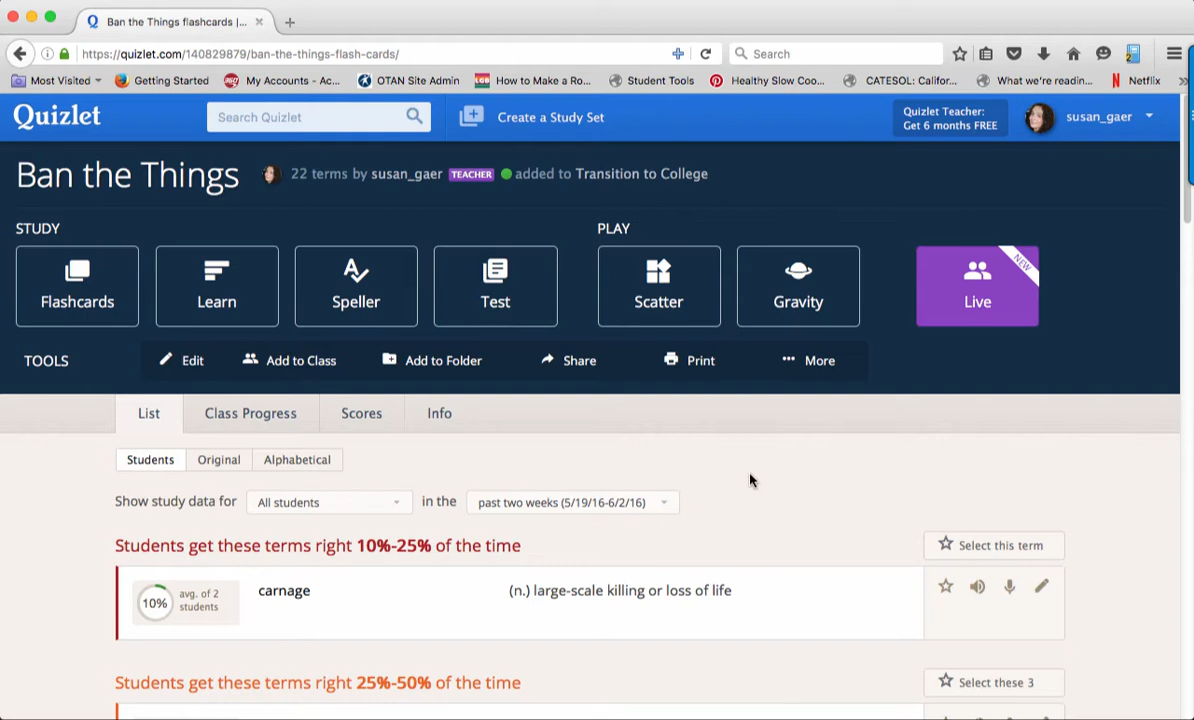 Ban the Things flashcards |...
https://quizlet.com/140829879/ban-the-things-flash-cards/
Search
2
Most Visited
Getting Started
My Accounts - Ac...
OTAN Site Admin
How to Make a Ro...
Student Tools
Healthy Slow Coo...
CATESOL: Califor...
What we're readin...
Netflix
Quizlet
Search Quizlet
Create a Study Set
Quizlet Teacher:
Get 6 months FREE
susan_gaer
Ban the Things
22 terms by susan_gaer TEACHER added to Transition to College
STUDY
PLAY
Flashcards
Learn
Speller
Test
Scatter
Gravity
Live
NEW
TOOLS
Edit
Add to Class
Add to Folder
Share
Print
More
List
Class Progress
Scores
Info
Students
Original
Alphabetical
Show study data for All students in the past two weeks (5/19/16-6/2/16)
Students get these terms right 10%-25% of the time
Select this term
10%
avg. of 2
students
carnage
(n.) large-scale killing or loss of life
Students get these terms right 25%-50% of the time
Select these 3